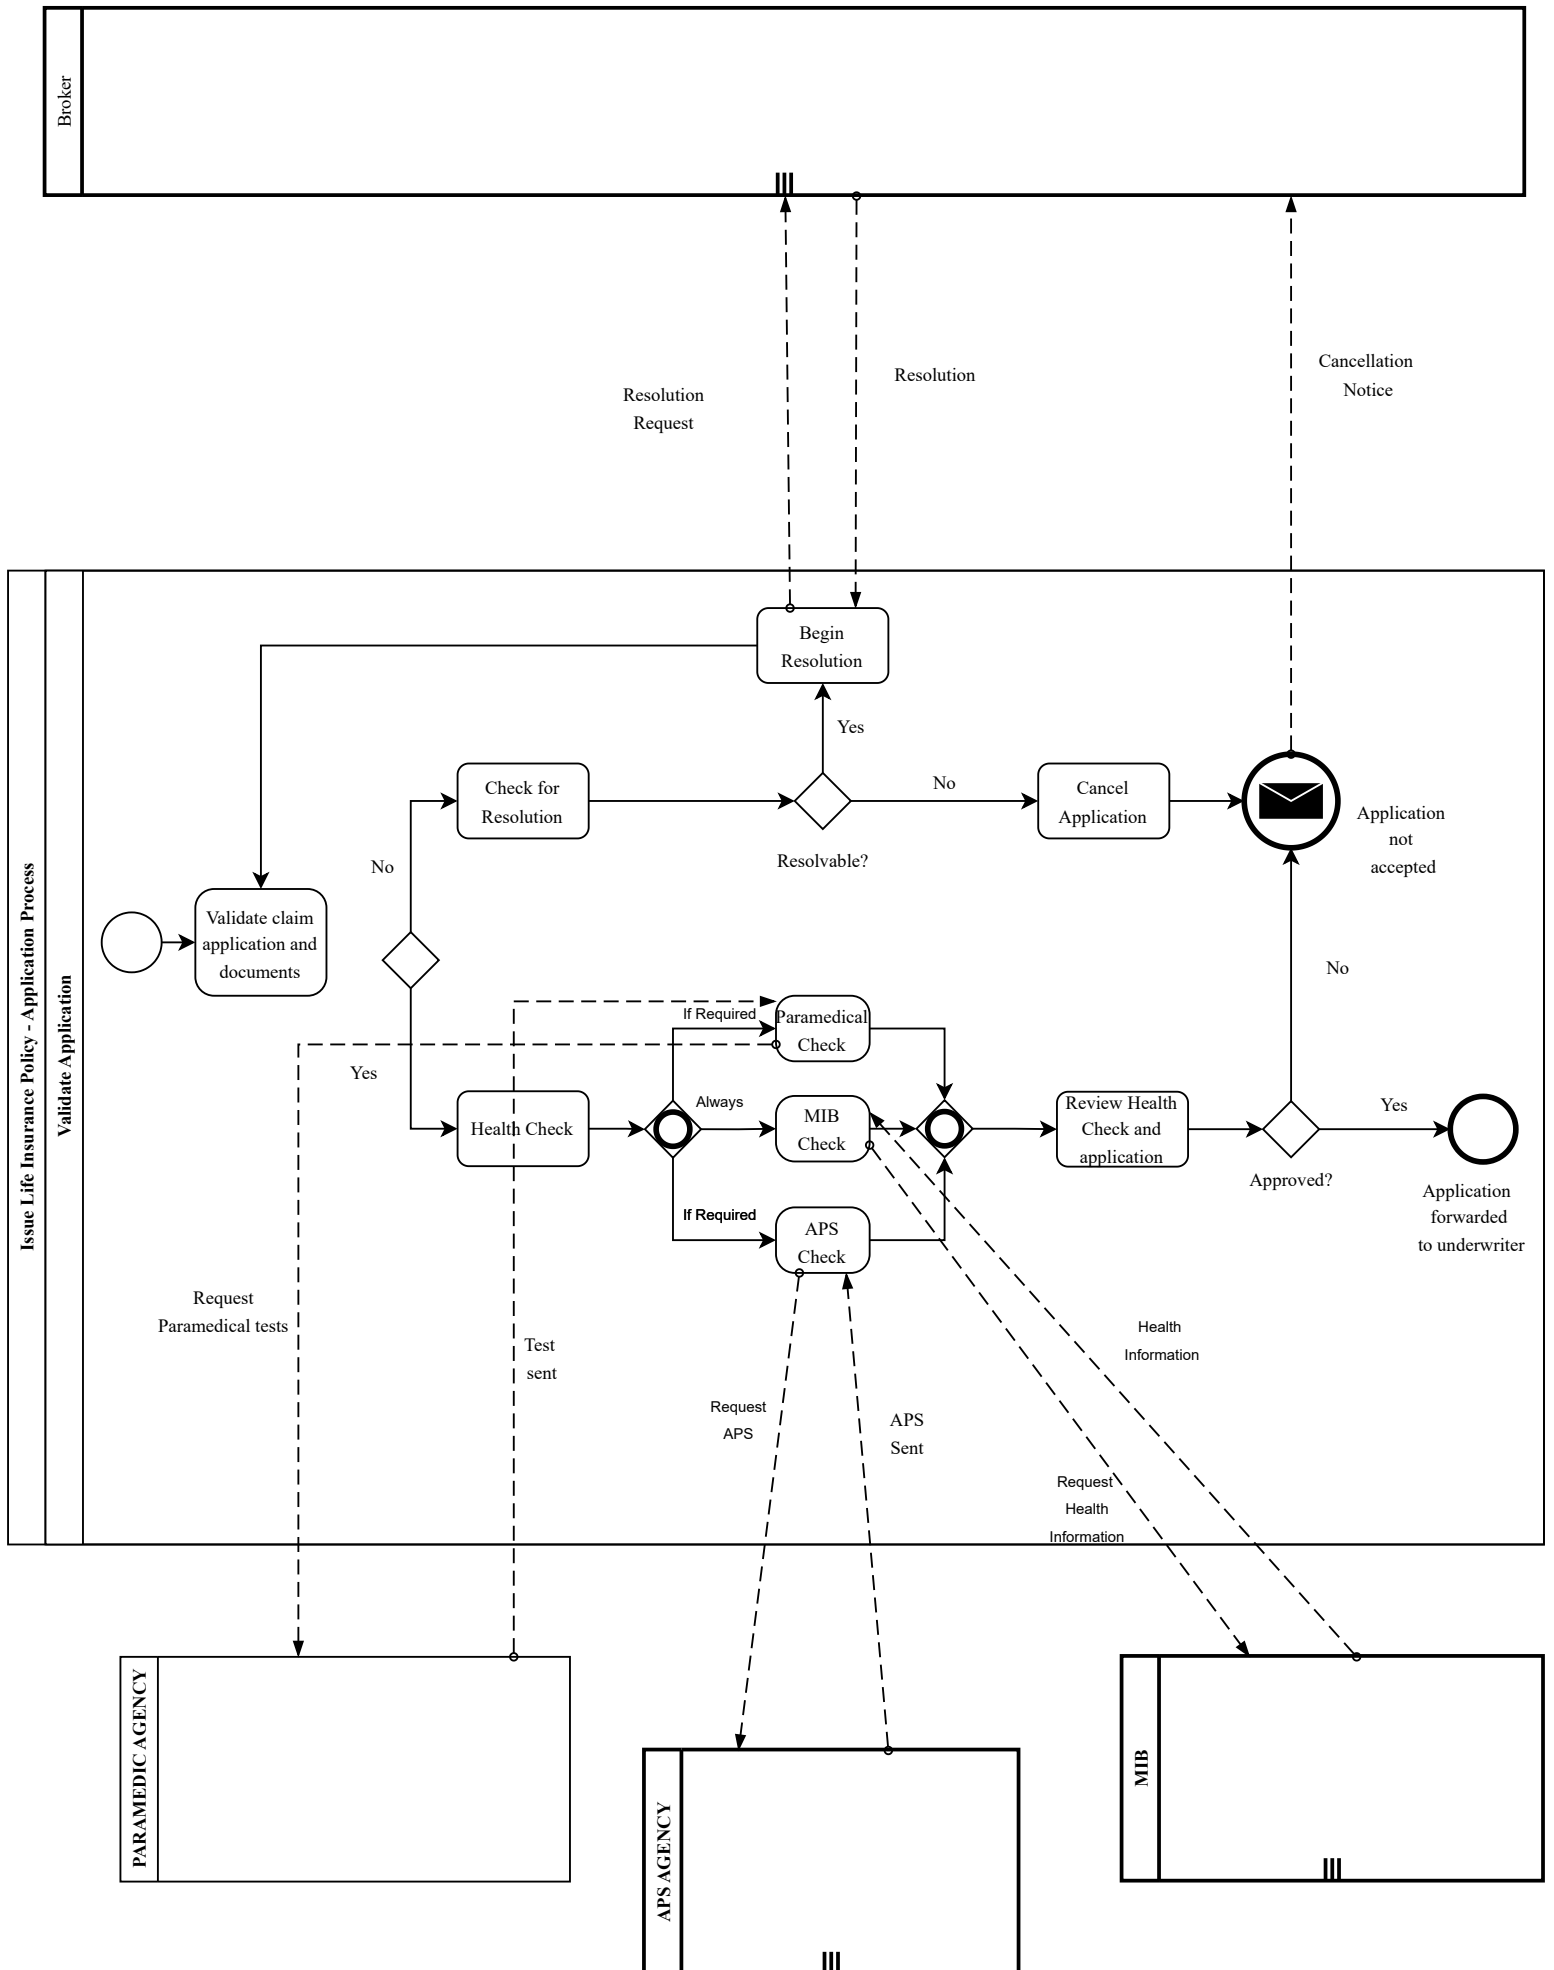 Broker
Resolution
Request
Resolution
Cancellation
Notice
Issue Life Insurance Policy - Application Process
Validate Application
Begin
Resolution
Yes
Check for
Resolution
No
Cancel
Application
Application
not
accepted
Resolvable?
No
Validate claim
application and
documents
No
Yes
If Required
Paramedical
Check
Health Check
Always
MIB
Check
Review Health
Check and
application
Yes
Approved?
If Required
APS
Check
Application
forwarded
to underwriter
Request
Paramedical tests
Test
sent
Health
Information
Request
APS
APS
Sent
Request
Health
Information
PARAMEDIC AGENCY
APS AGENCY
MIB